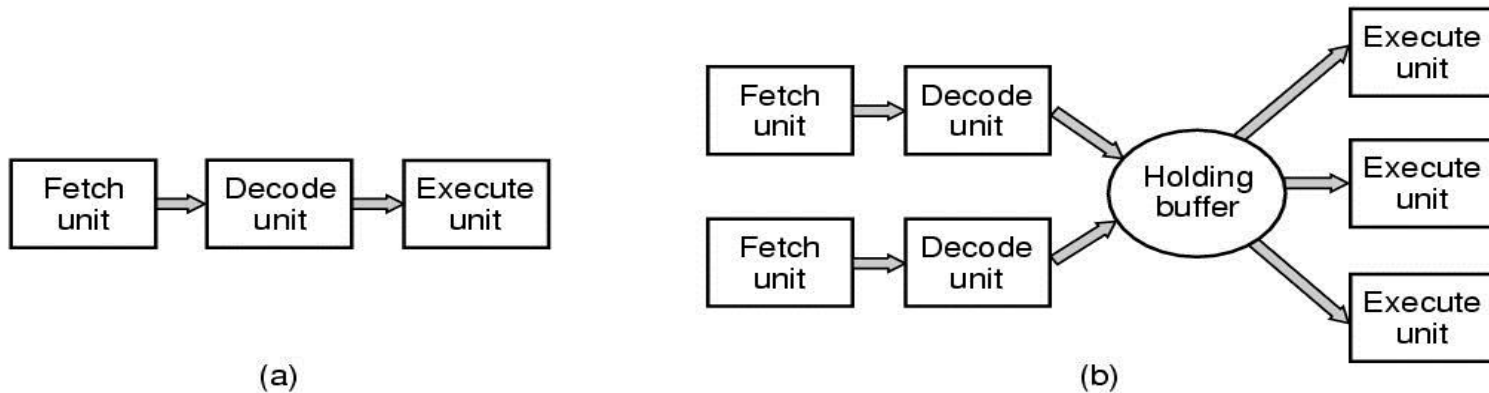 Fetch
unit
Decode
unit
Execute
unit
(a)
Fetch
unit
Decode
unit
Fetch
unit
Decode
unit
Holding
buffer
Execute
unit
Execute
unit
Execute
unit
(b)